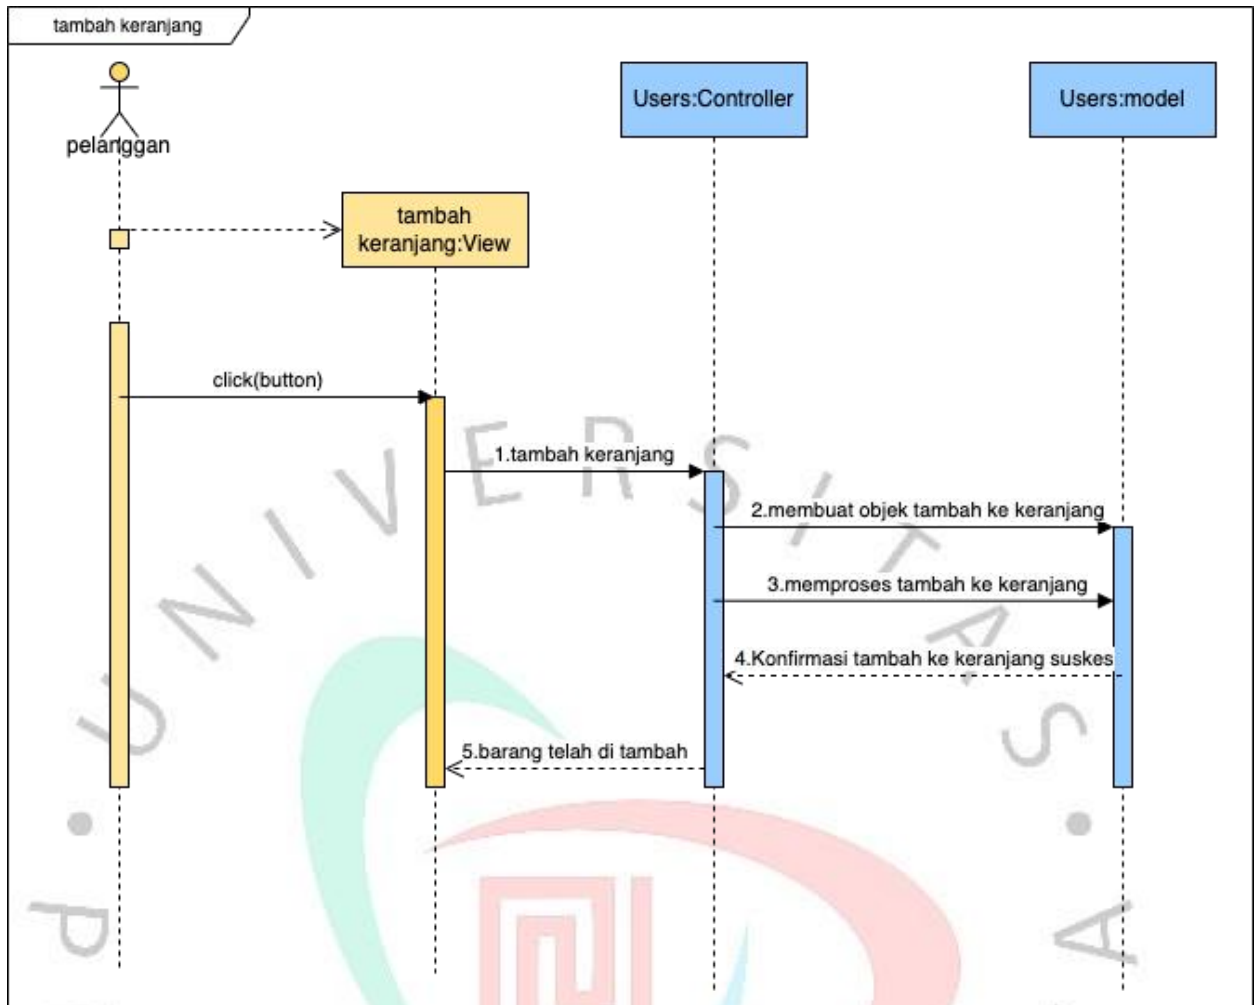 tambah keranjang
pelanggan
Users:Controller
Users:model
tambah
keranjang:View
click(button)
1.tambah keranjang
2.membuat objek tambah ke keranjang
3.memproses tambah ke keranjang
4.Konfirmasi tambah ke keranjang suskes
5.barang telah di tambah
P • UNIVERSITAS • A